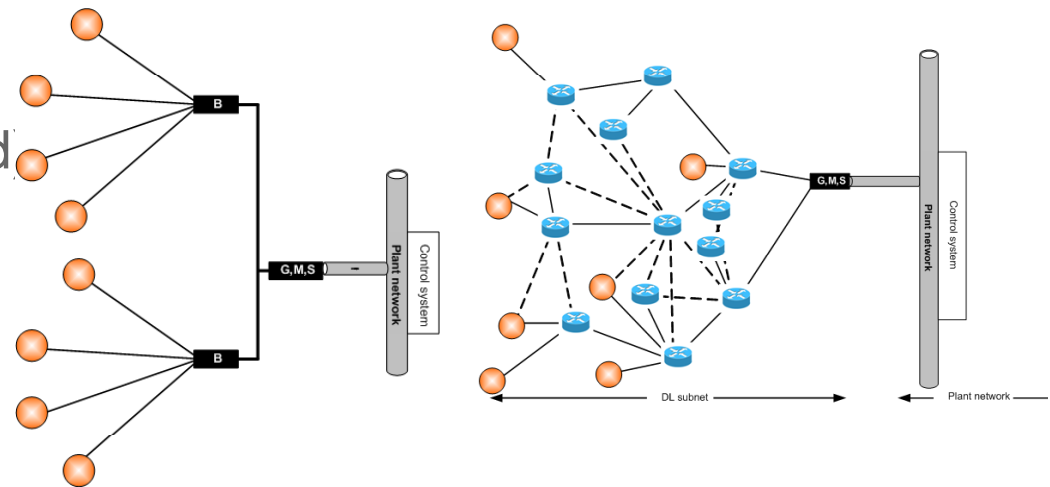 d
B
G,M,S
~
Plant network
Control system
B
G,M,S
Plant network
Control system
DL subnet
Plant network